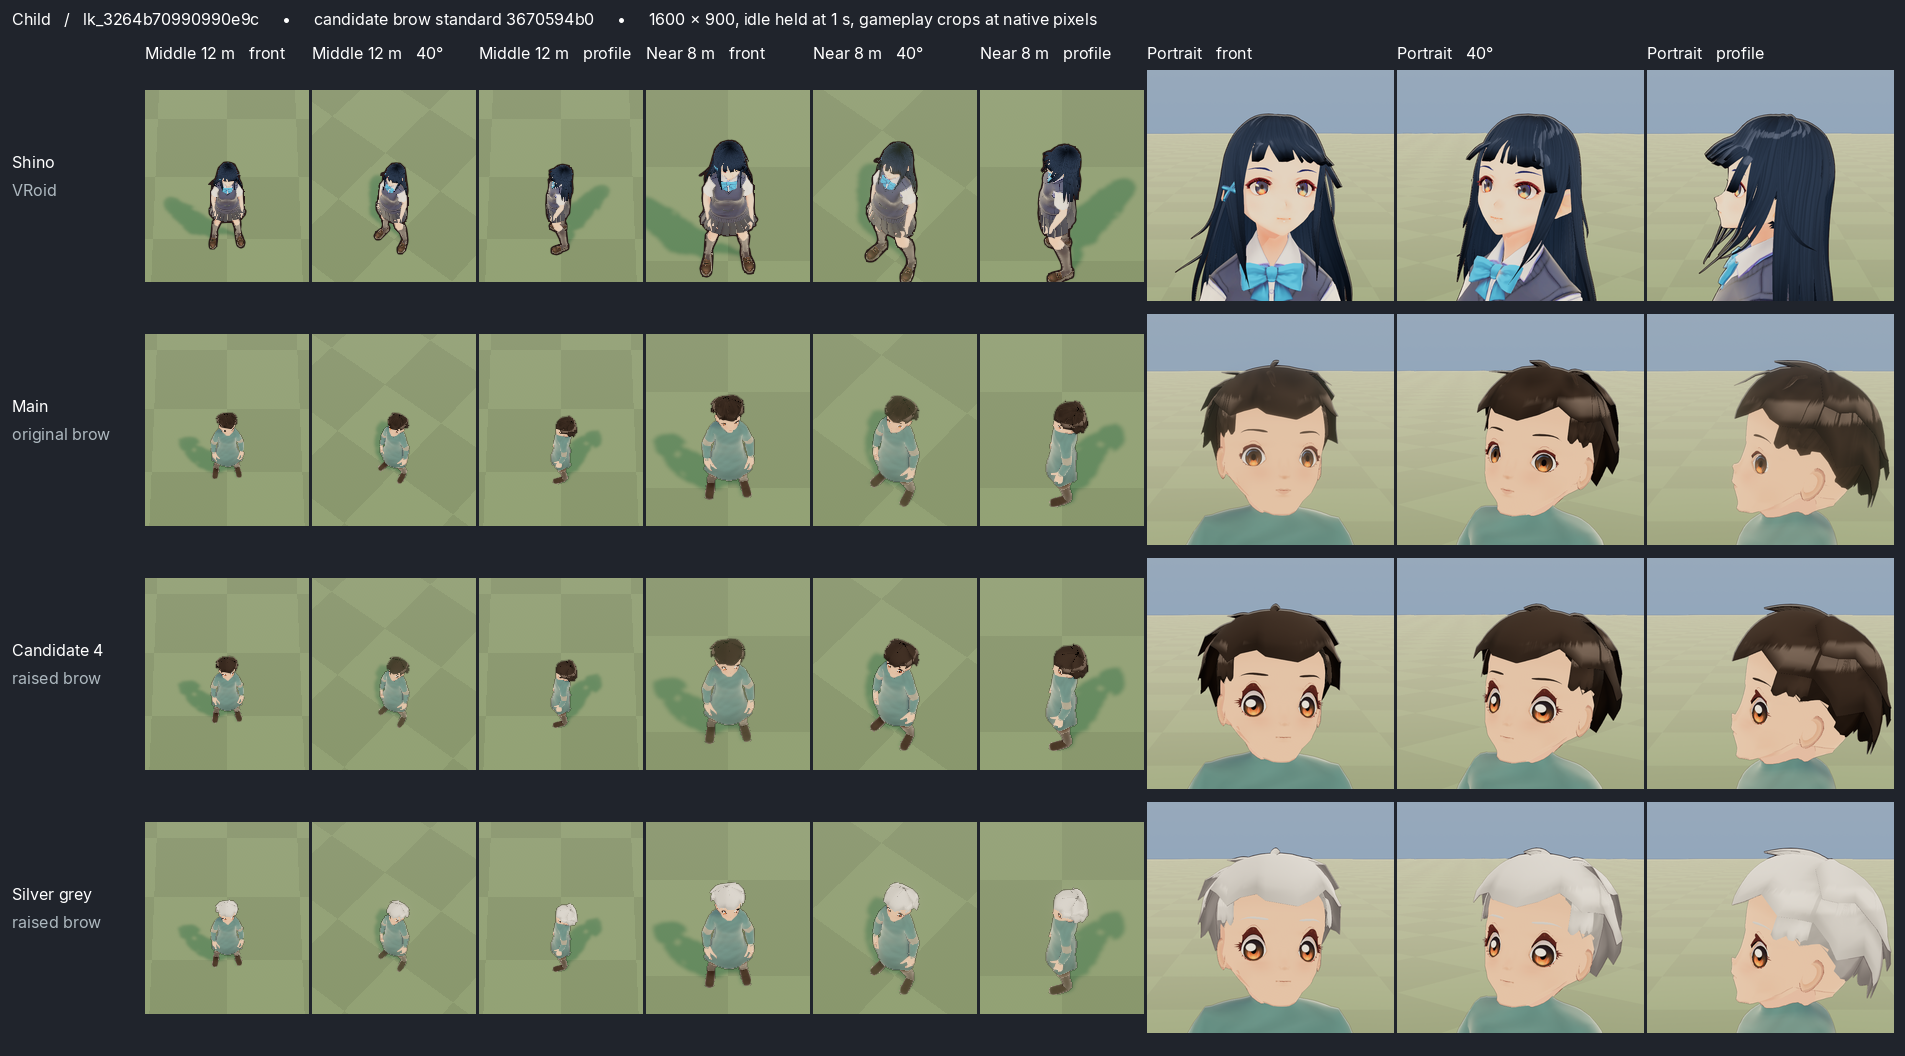 Child / lk_3264b70990990e9c • candidate brow standard 3670594b0 • 1600 × 900, idle held at 1 s, gameplay crops at native pixels
Middle 12 m front Middle 12 m 40° Middle 12 m profile Near 8 m front Near 8 m 40° Near 8 m profile Portrait front Portrait 40° Portrait profile
Shino
VRoid
Main
original brow
Candidate 4
raised brow
Silver grey
raised brow